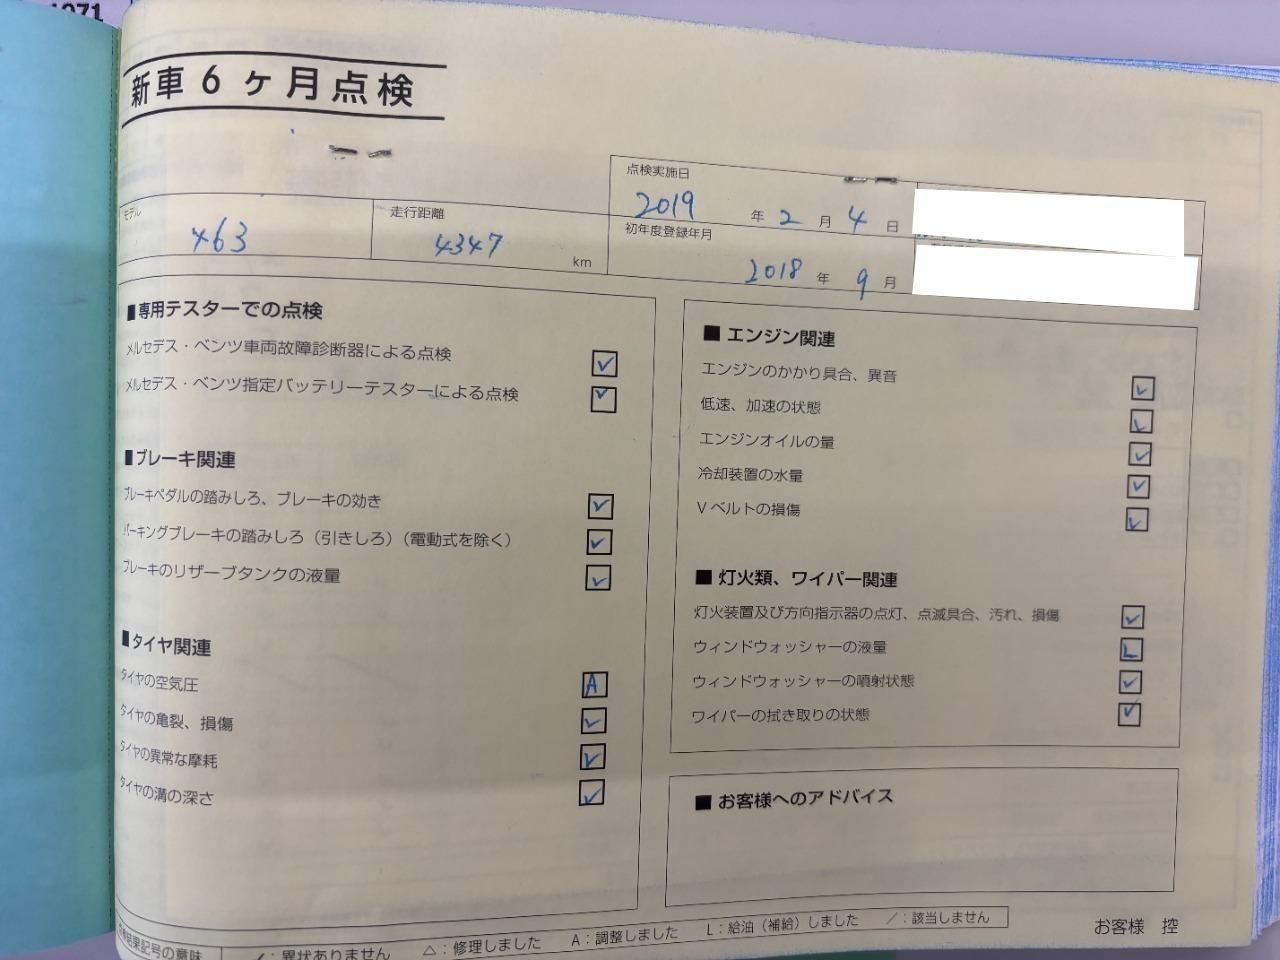 1971
新車6ヶ月点検
点検実施日
2019 年 2 月 4 日
モデル
463
走行距離
4347 km
初年度登録年月
2018 年 9 月
■専用テスターでの点検
メルセデス・ベンツ車両故障診断器による点検 ✓
メルセデス・ベンツ指定バッテリーテスターによる点検 ✓
■ブレーキ関連
ブレーキペダルの踏みしろ、ブレーキの効き ✓
パーキングブレーキの踏みしろ（引きしろ）（電動式を除く） ✓
ブレーキのリザーブタンクの液量 ✓
■タイヤ関連
タイヤの空気圧 A
タイヤの亀裂、損傷 ✓
タイヤの異常な摩耗 ✓
タイヤの溝の深さ ✓
■ エンジン関連
エンジンのかかり具合、異音 ✓
低速、加速の状態 ✓
エンジンオイルの量 ✓
冷却装置の水量 ✓
Vベルトの損傷 ✓
■ 灯火類、ワイパー関連
灯火装置及び方向指示器の点灯、点滅具合、汚れ、損傷 ✓
ウィンドウォッシャーの液量 L
ウィンドウォッシャーの噴射状態 ✓
ワイパーの拭き取りの状態 ✓
■ お客様へのアドバイス
点検結果記号の意味
✓：異状ありません △：修理しました A：調整しました L：給油（補給）しました ／：該当しません
お客様 控